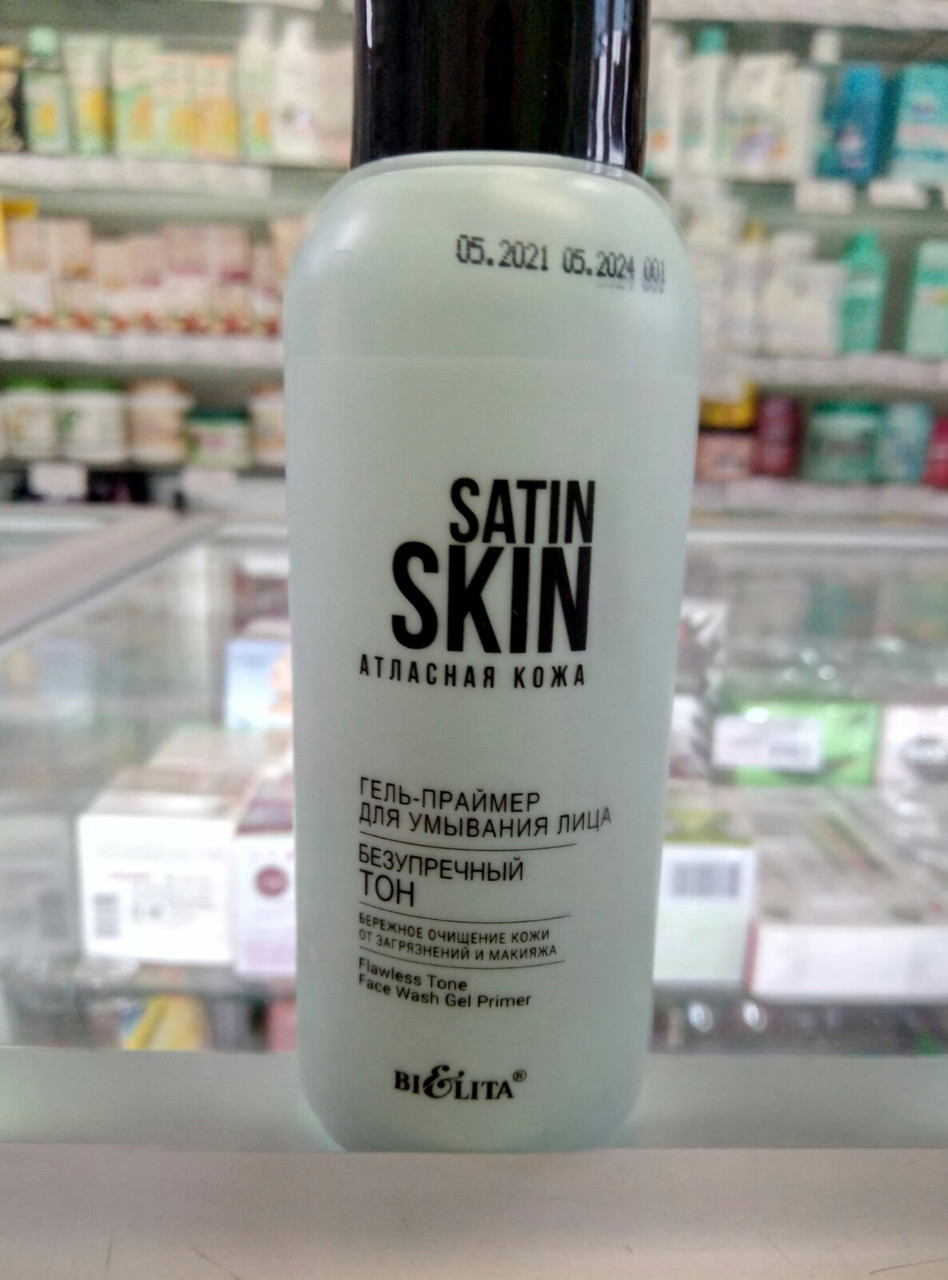 05.2021 05.2024 001
SATIN
SKIN
АТЛАСНАЯ КОЖА
ГЕЛЬ-ПРАЙМЕР
ДЛЯ УМЫВАНИЯ ЛИЦА
БЕЗУПРЕЧНЫЙ
ТОН
БЕРЕЖНОЕ ОЧИЩЕНИЕ КОЖИ
ОТ ЗАГРЯЗНЕНИЙ И МАКИЯЖА
Flawless Tone
Face Wash Gel Primer
BIELITA®